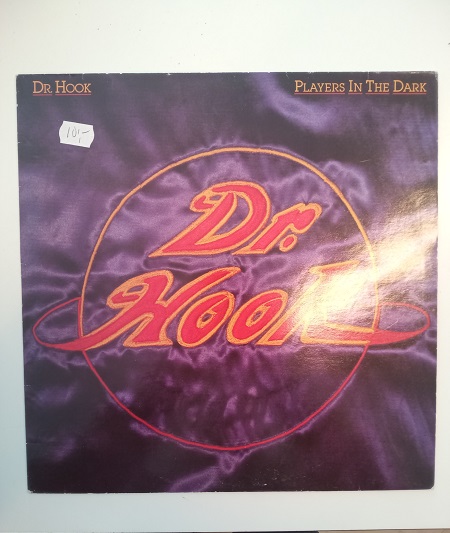 DR. HOOK
PLAYERS IN THE DARK
10,-
Dr.
Hook